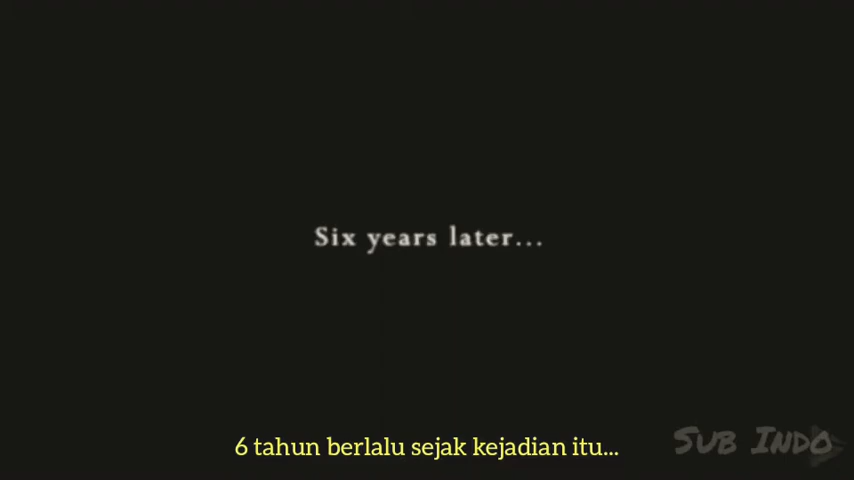 Six years later...
6 tahun berlalu sejak kejadian itu...
SUB INDO